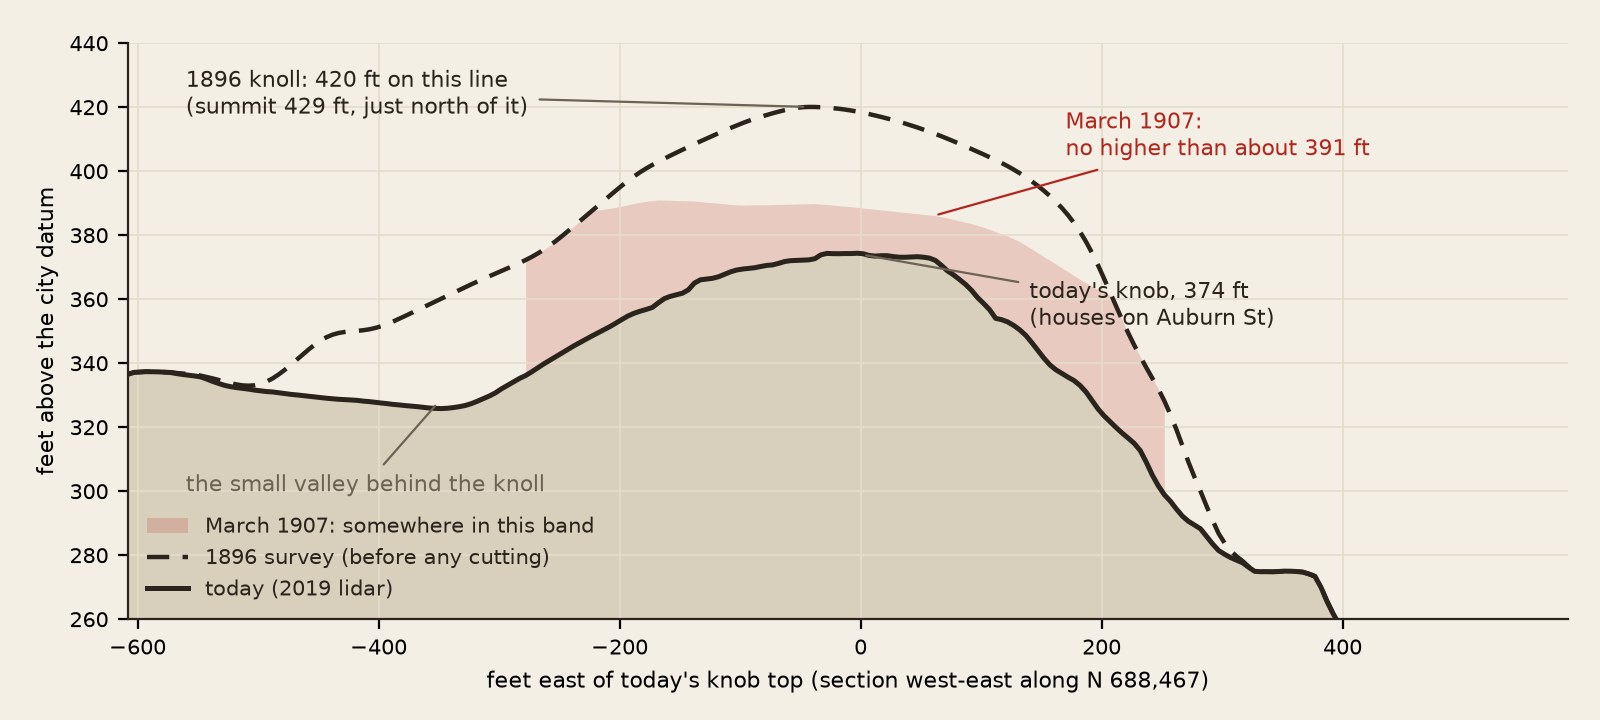 440
420
400
380
360
340
320
300
280
260
feet above the city datum
1896 knoll: 420 ft on this line
(summit 429 ft, just north of it)
March 1907:
no higher than about 391 ft
today's knob, 374 ft
(houses on Auburn St)
the small valley behind the knoll
March 1907: somewhere in this band
1896 survey (before any cutting)
today (2019 lidar)
−600
−400
−200
0
200
400
feet east of today's knob top (section west-east along N 688,467)